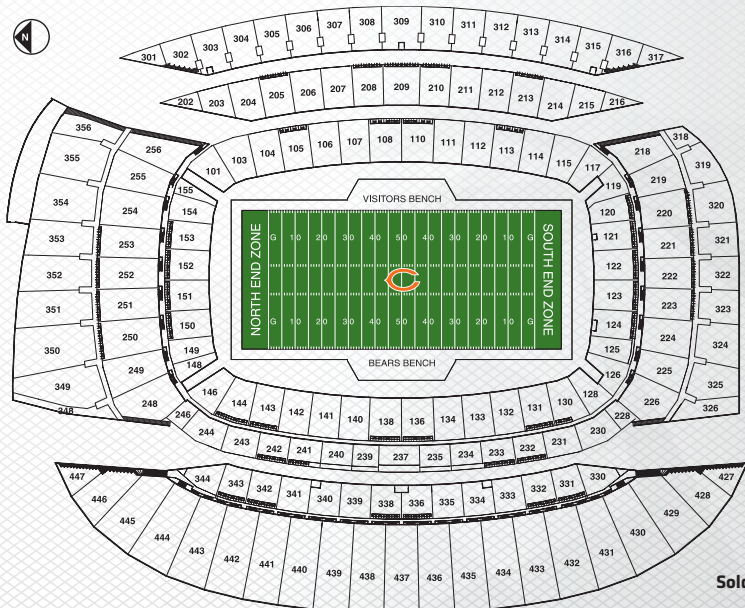 N
301 302 303 304 305 306 307 308 309 310 311 312 313 314 315 316 317
202 203 204 205 206 207 208 209 210 211 212 213 214 215 216
101 103 104 105 106 107 108 110 111 112 113 114 115 117
356 256
355 255 155
354 254 154
353 253 153
352 252 152
351 251 151
350 250 150
349 249 149
348 248 148
218 318
119 219 319
120 220 320
121 221 321
122 222 322
123 223 323
124 224 324
125 225 325
126 226 326
VISITORS BENCH
G 10 20 30 40 50 40 30 20 10 G
NORTH END ZONE
C
SOUTH END ZONE
G 10 20 30 40 50 40 30 20 10 G
BEARS BENCH
146 144 143 142 141 140 138 136 134 133 132 131 130 128
246 244 243 242 241 240 239 237 235 234 233 232 231 230 228
344 343 342 341 340 339 338 336 335 334 333 332 331 330
447 446 445 444 443 442 441 440 439 438 437 436 435 434 433 432 431 430 429 428 427